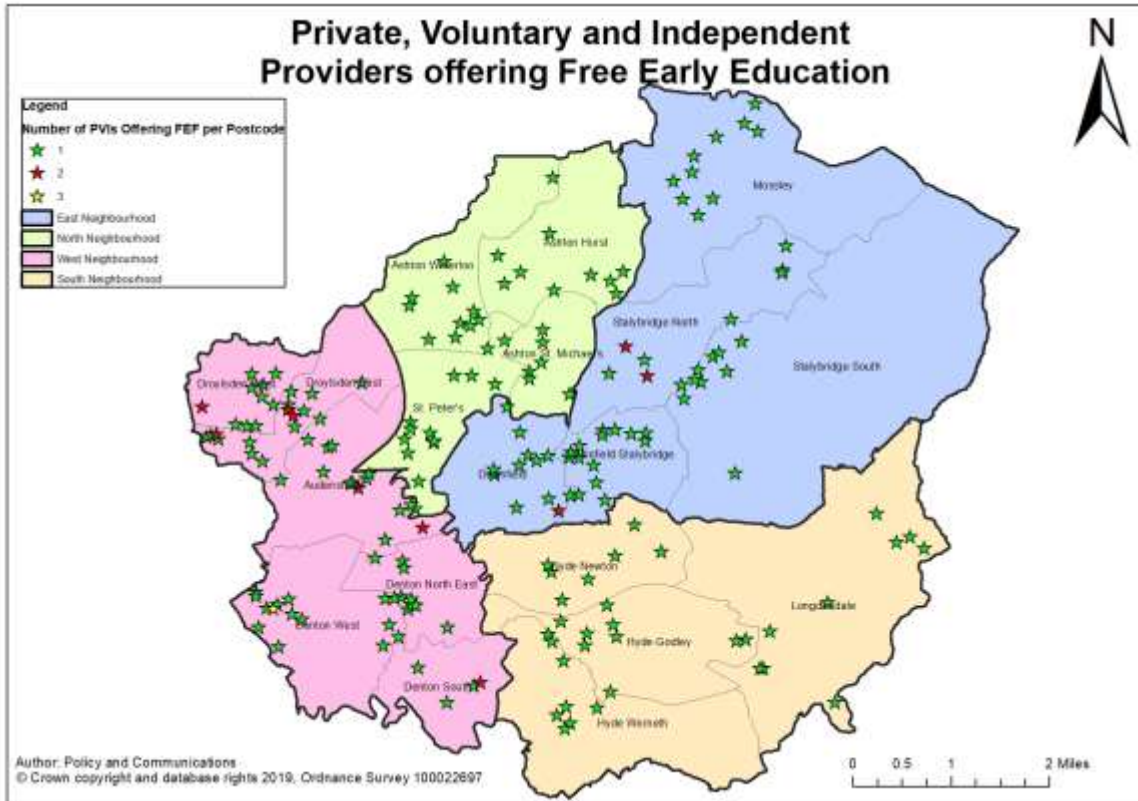 Private, Voluntary and Independent
Providers offering Free Early Education
N
Legend
Number of PVIs Offering FEF per Postcode
1
2
3
East Neighbourhood
North Neighbourhood
West Neighbourhood
South Neighbourhood
Mossley
Ashton Hurst
Ashton Waterloo
Stalybridge North
Ashton St. Michael's
Stalybridge South
Droylsden West
Droylsden East
St. Peter's
Stalybridge
Hyde Newton
Denton North East
Longdendale
Denton West
Hyde Godley
Denton South
Hyde Werneth
Author: Policy and Communications
© Crown copyright and database rights 2019, Ordnance Survey 100022697
0 0.5 1 2 Miles